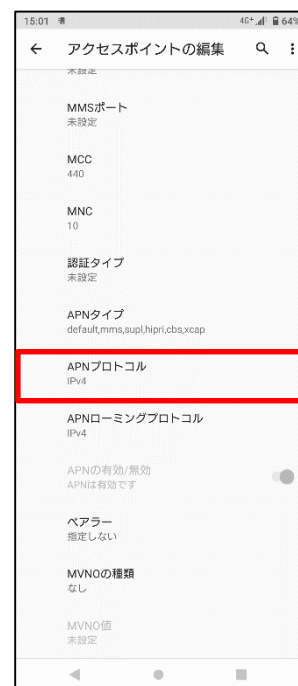 15:01 4G+ 64%
アクセスポイントの編集
未設定
MMSポート
未設定
MCC
440
MNC
10
認証タイプ
未設定
APNタイプ
default,mms,supl,hipri,cbs,xcap
APNプロトコル
IPv4
APNローミングプロトコル
IPv4
APNの有効/無効
APNは有効です
ベアラー
指定しない
MVNOの種類
なし
MVNO値
未設定